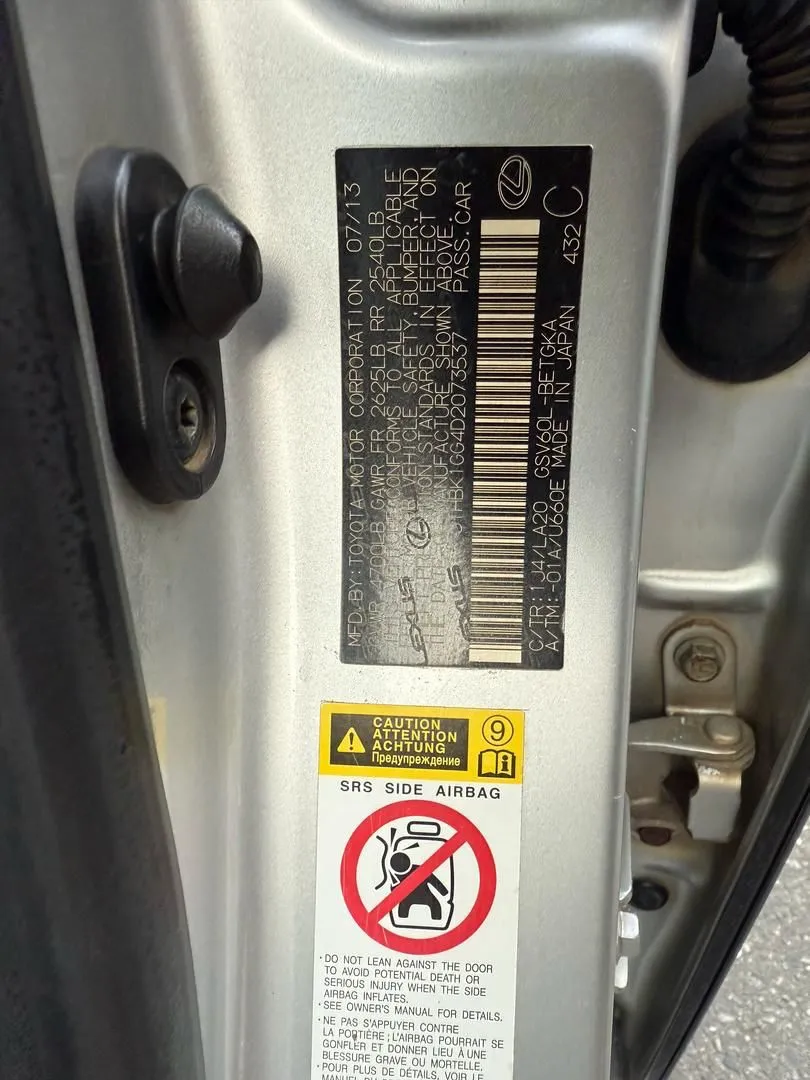 MFD.BY:TOYOTA MOTOR CORPORATION 07/13
GVWR 4700LB GAWR FR 2625LB RR 2540LB
CONFORMS TO ALL APPLICABLE
VEHICLE SAFETY, BUMPER, AND
STANDARDS IN EFFECT ON
THE DATE MANUFACTURE SHOWN ABOVE.
JTHBK1GG4D2073537 PASS.CAR
LEXUS
LEXUS
C/TR:1J4/LA20 GSV60L-BETGKA
A/TM:-01A/U660E MADE IN JAPAN 432 C
CAUTION
ATTENTION
ACHTUNG
Предупреждение
9
SRS SIDE AIRBAG
·DO NOT LEAN AGAINST THE DOOR
TO AVOID POTENTIAL DEATH OR
SERIOUS INJURY WHEN THE SIDE
AIRBAG INFLATES.
·SEE OWNER'S MANUAL FOR DETAILS.
·NE PAS S'APPUYER CONTRE
LA PORTIÈRE ; L'AIRBAG POURRAIT SE
GONFLER ET DONNER LIEU À UNE
BLESSURE GRAVE OU MORTELLE.
·POUR PLUS DE DÉTAILS, VOIR LE